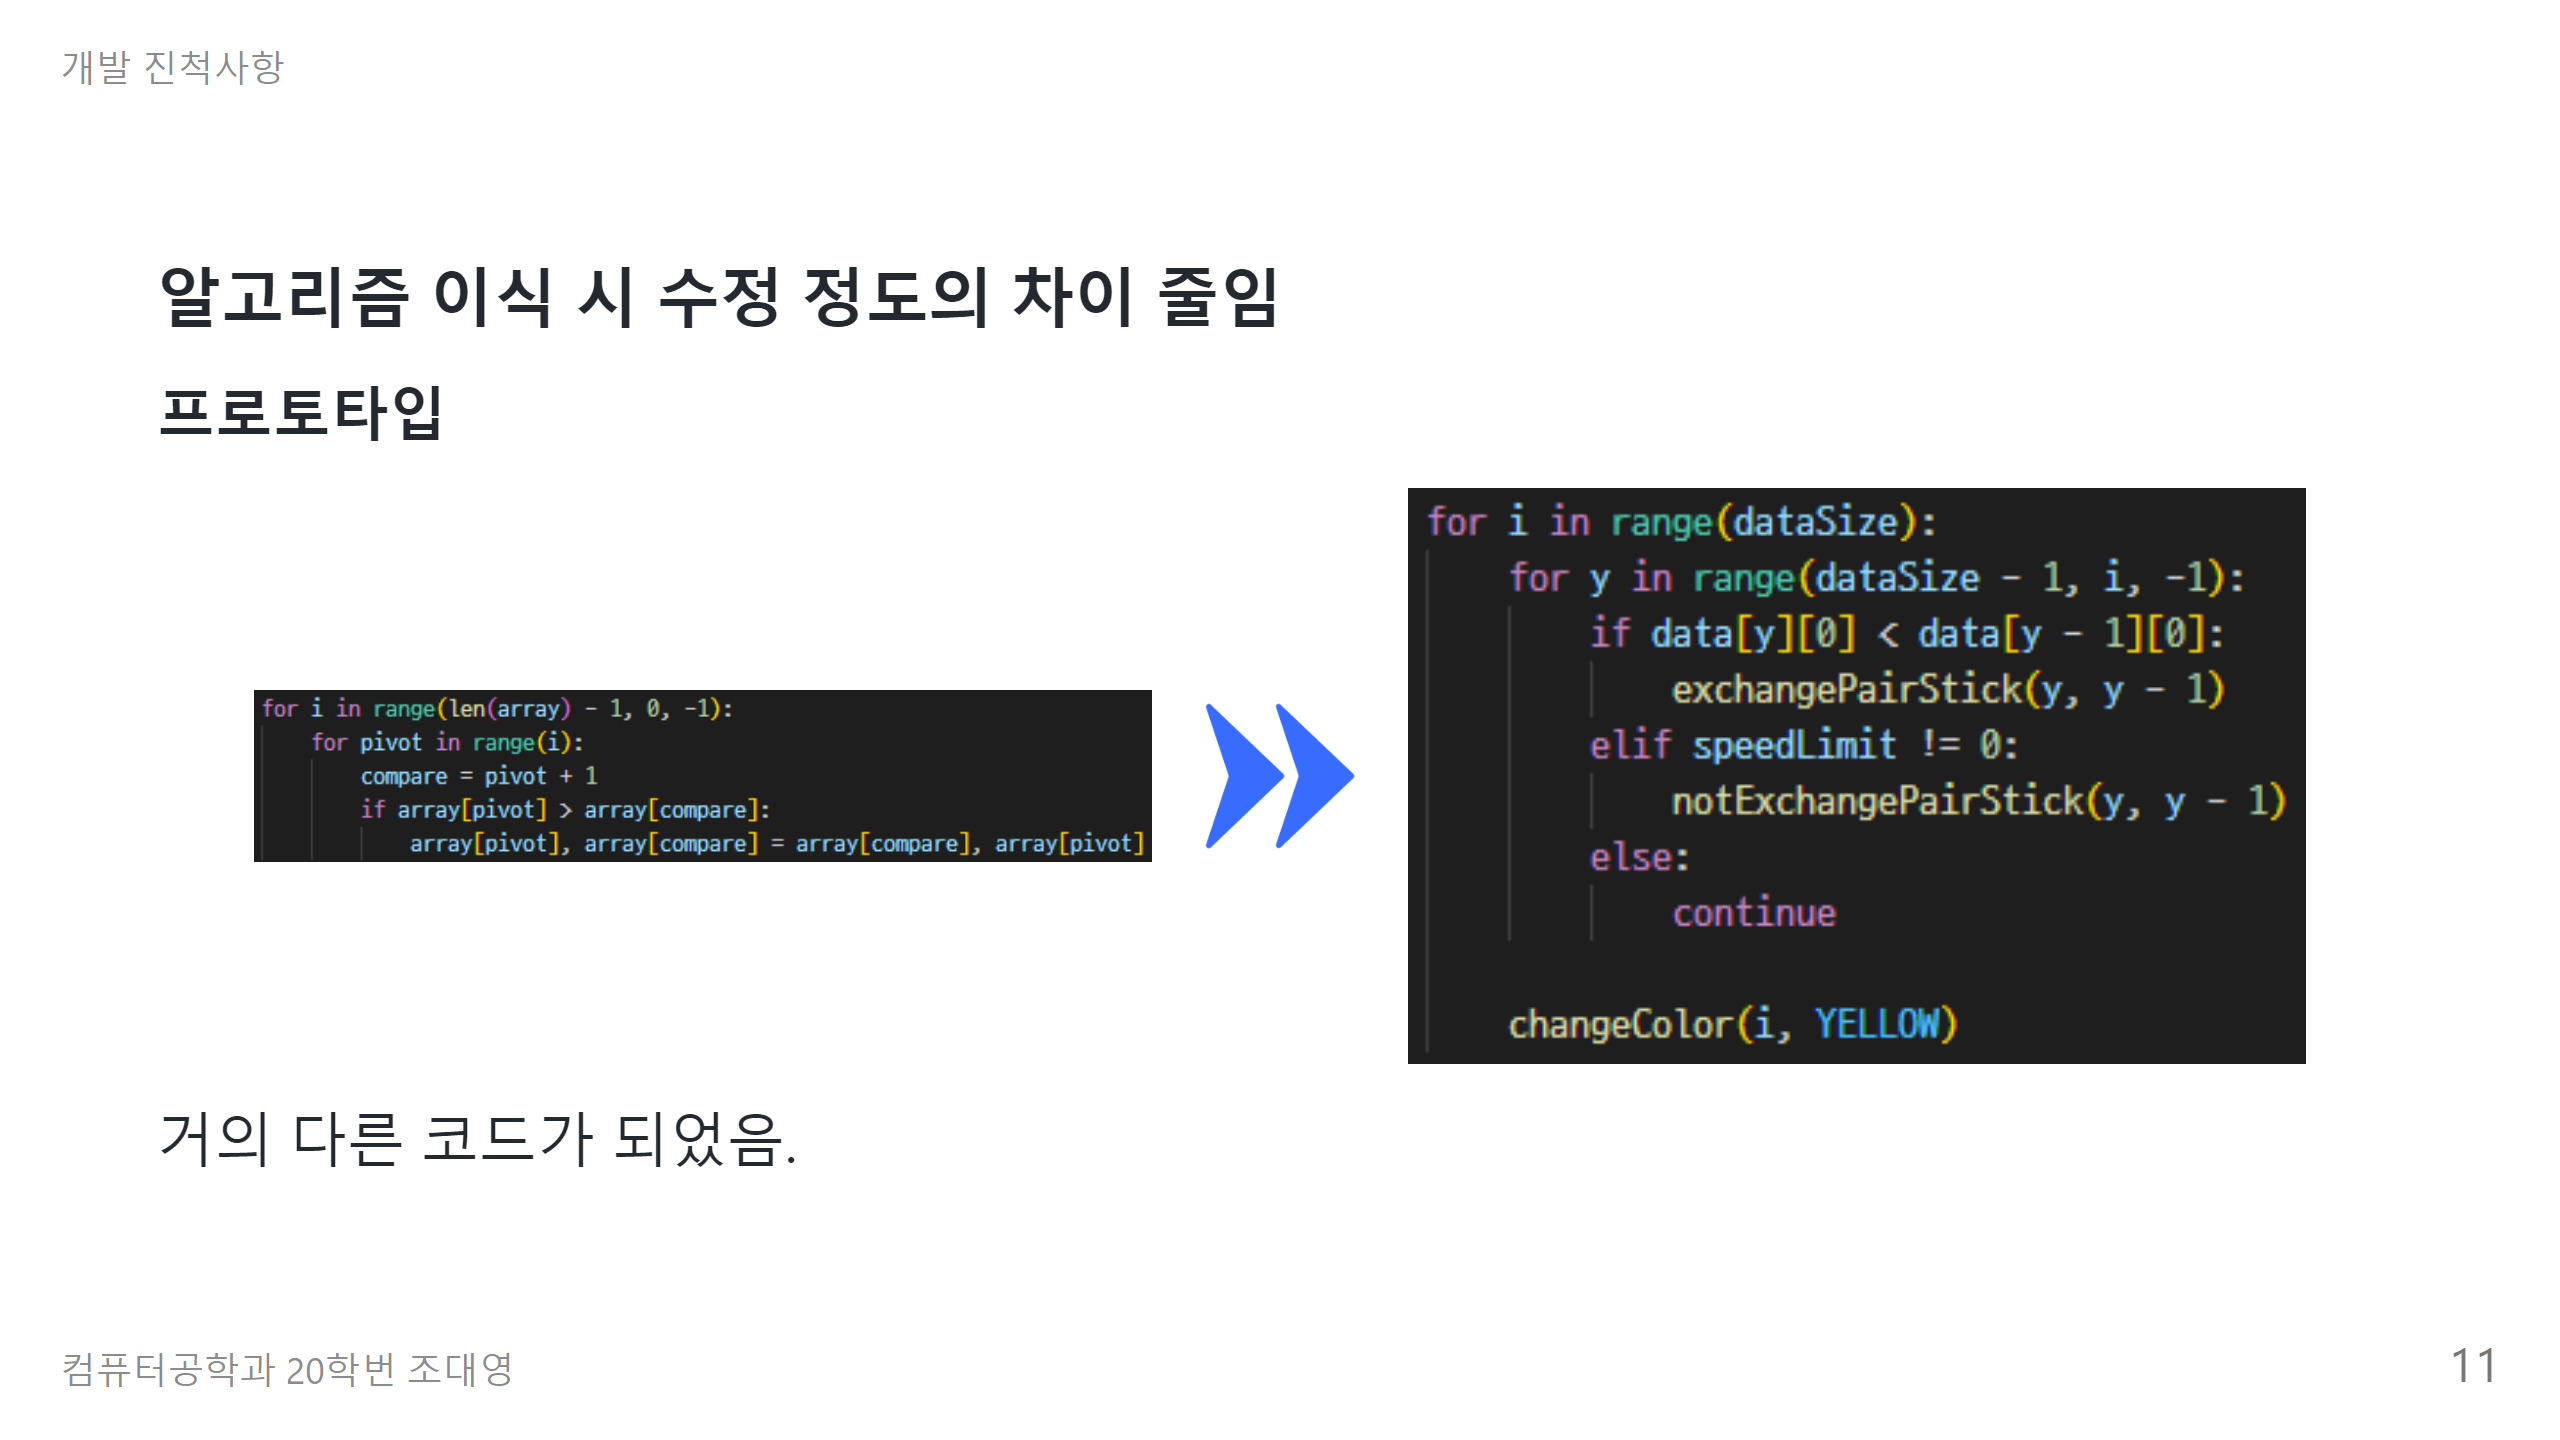 개발 진척사항
알고리즘 이식 시 수정 정도의 차이 줄임
프로토타입
for i in range(len(array) - 1, 0, -1):
    for pivot in range(i):
        compare = pivot + 1
        if array[pivot] > array[compare]:
            array[pivot], array[compare] = array[compare], array[pivot]
for i in range(dataSize):
    for y in range(dataSize - 1, i, -1):
        if data[y][0] < data[y - 1][0]:
            exchangePairStick(y, y - 1)
        elif speedLimit != 0:
            notExchangePairStick(y, y - 1)
        else:
            continue
    changeColor(i, YELLOW)
거의 다른 코드가 되었음.
컴퓨터공학과 20학번 조대영
11